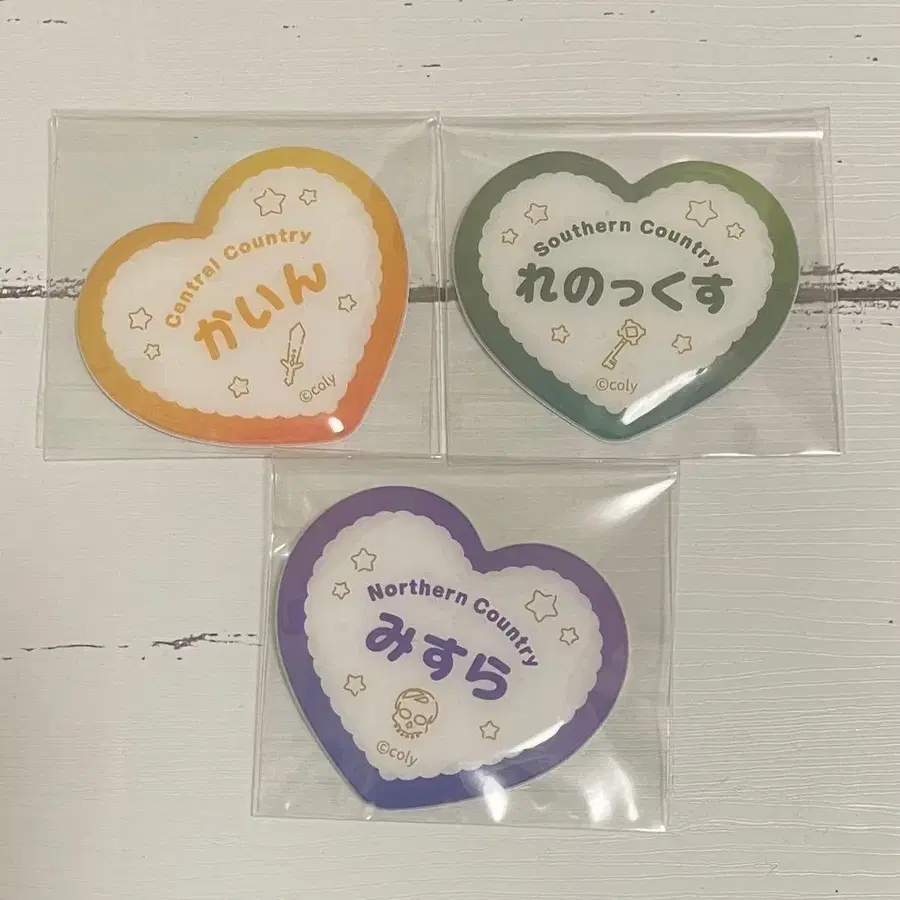 Central Country
かいん
©coly
Southern Country
れのっくす
©coly
Northern Country
みすら
©coly